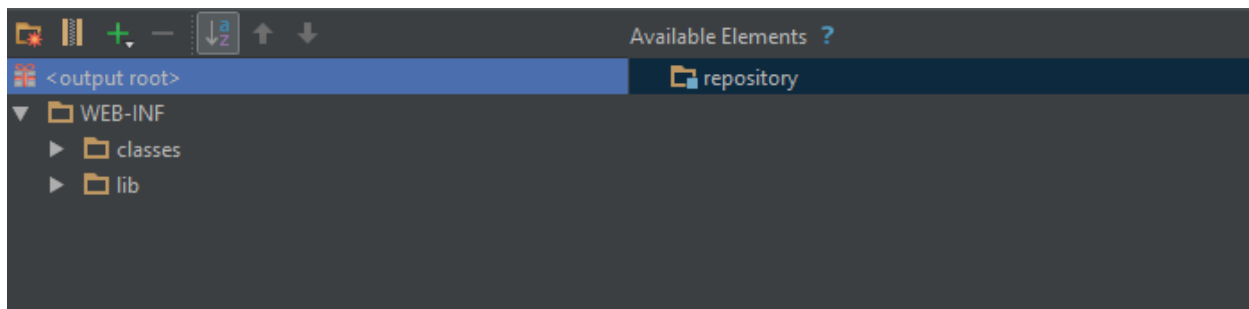 Available Elements ?
<output root>
repository
WEB-INF
classes
lib